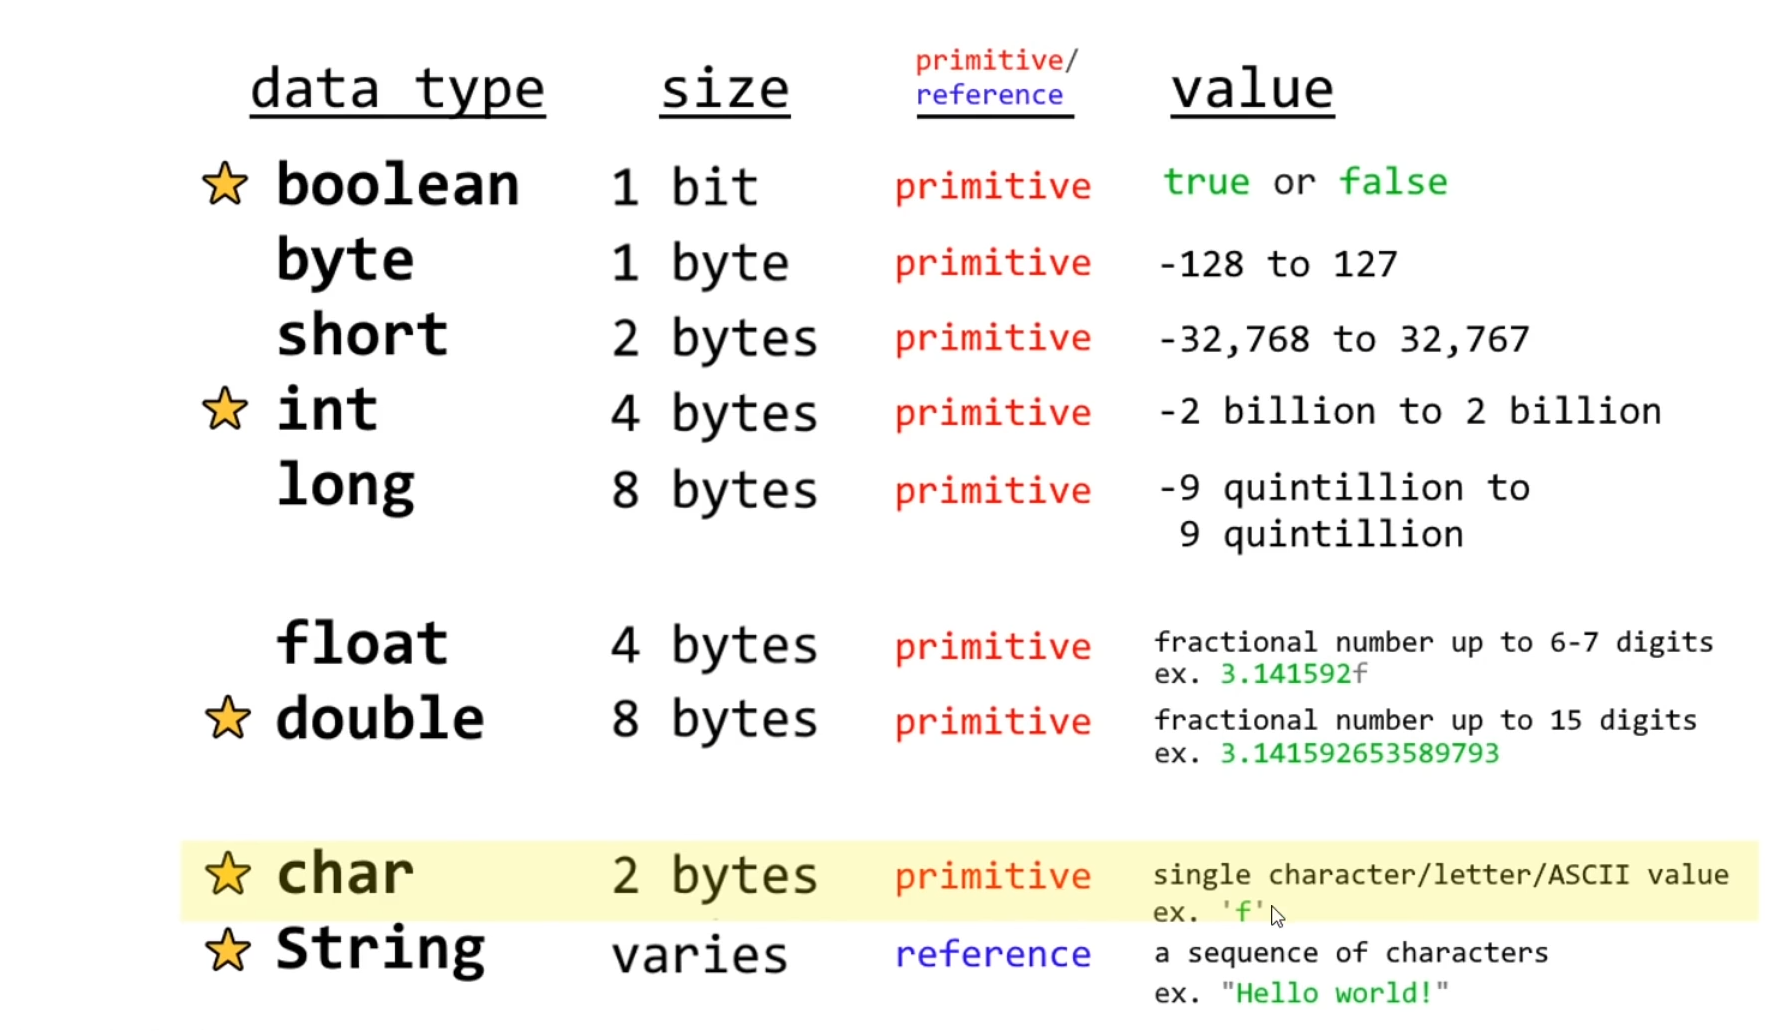 data type size primitive/ value
reference
boolean 1 bit primitive true or false
byte 1 byte primitive -128 to 127
short 2 bytes primitive -32,768 to 32,767
int 4 bytes primitive -2 billion to 2 billion
long 8 bytes primitive -9 quintillion to
9 quintillion
float 4 bytes primitive fractional number up to 6-7 digits
ex. 3.141592f
double 8 bytes primitive fractional number up to 15 digits
ex. 3.141592653589793
char 2 bytes primitive single character/letter/ASCII value
ex. 'f'
String varies reference a sequence of characters
ex. "Hello world!"